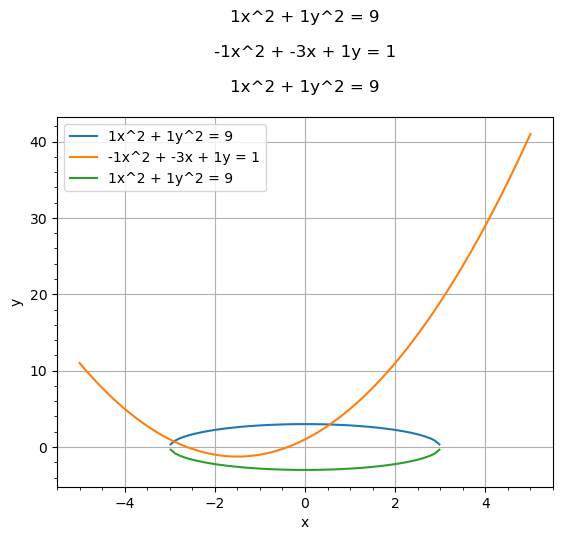 1x^2 + 1y^2 = 9
-1x^2 + -3x + 1y = 1
1x^2 + 1y^2 = 9
1x^2 + 1y^2 = 9
-1x^2 + -3x + 1y = 1
1x^2 + 1y^2 = 9
40
30
20
10
0
y
−4
−2
0
2
4
x